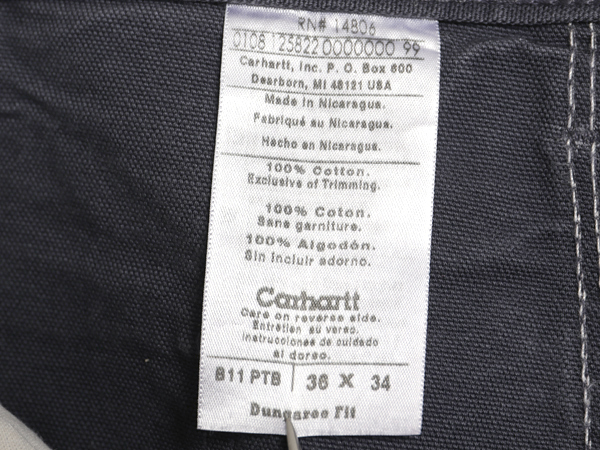 RN# 14806
0108 125822 0000000 99
Carhartt, Inc. P. O. Box 600
Dearborn, MI 48121 USA
Made in Nicaragua.
Fabriqué au Nicaragua.
Hecho en Nicaragua.
100% Cotton.
Exclusive of Trimming.
100% Coton.
Sans garniture.
100% Algodón.
Sin incluir adorno.
Carhartt
Care on reverse side.
Entretien au verso.
Instrucciones de cuidado
al dorso.
B11 PTB 36 X 34
Dungaree Fit